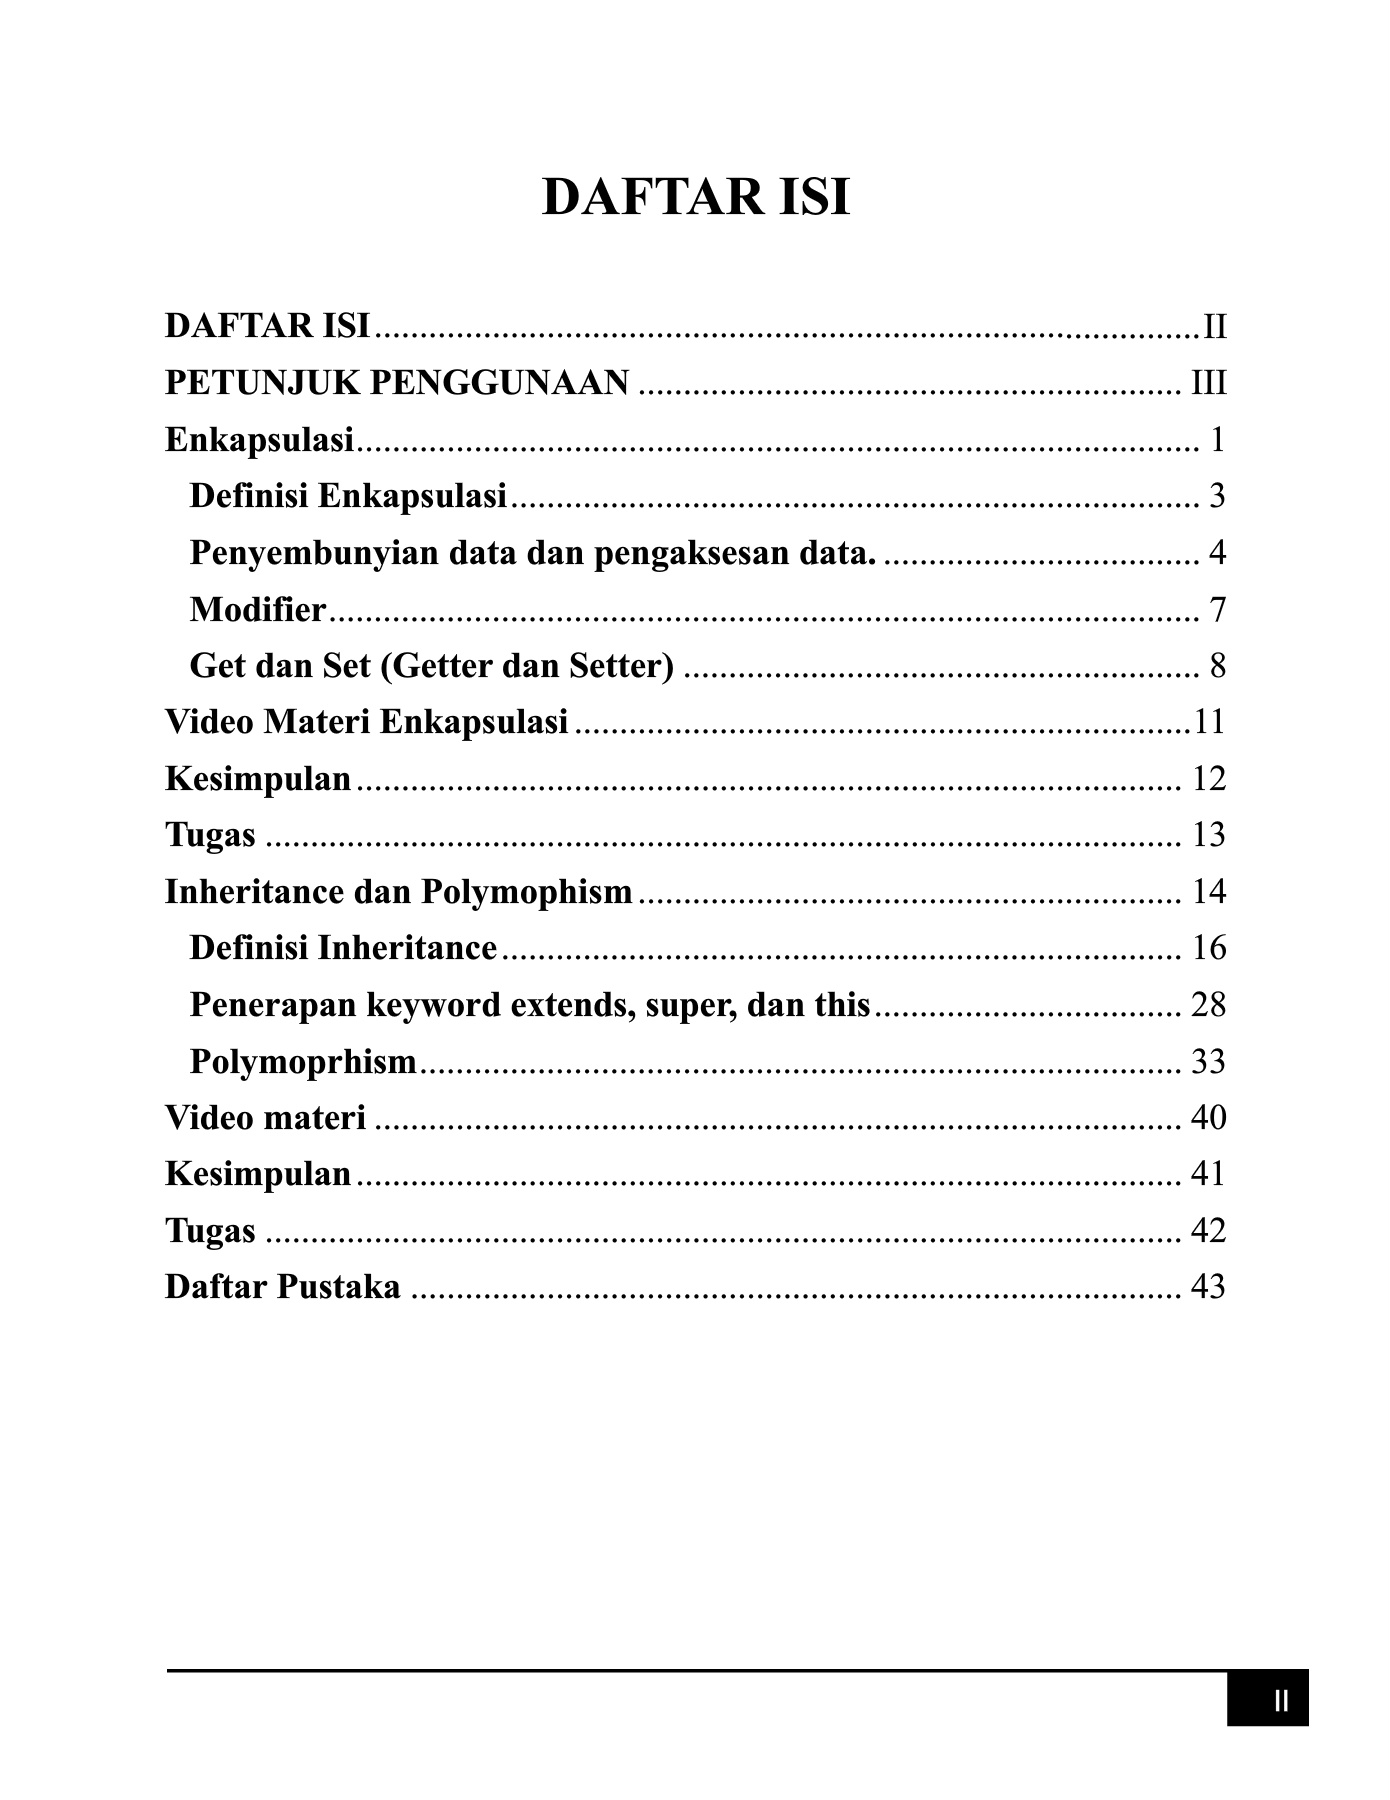 DAFTAR ISI
DAFTAR ISI ........................................................................................... II
PETUNJUK PENGGUNAAN ............................................................ III
Enkapsulasi ............................................................................................. 1
Definisi Enkapsulasi ............................................................................ 3
Penyembunyian data dan pengaksesan data. ................................... 4
Modifier ................................................................................................ 7
Get dan Set (Getter dan Setter) ......................................................... 8
Video Materi Enkapsulasi .................................................................... 11
Kesimpulan ........................................................................................... 12
Tugas ..................................................................................................... 13
Inheritance dan Polymophism ............................................................ 14
Definisi Inheritance ........................................................................... 16
Penerapan keyword extends, super, dan this .................................. 28
Polymoprhism .................................................................................... 33
Video materi ......................................................................................... 40
Kesimpulan ........................................................................................... 41
Tugas ..................................................................................................... 42
Daftar Pustaka ..................................................................................... 43
II